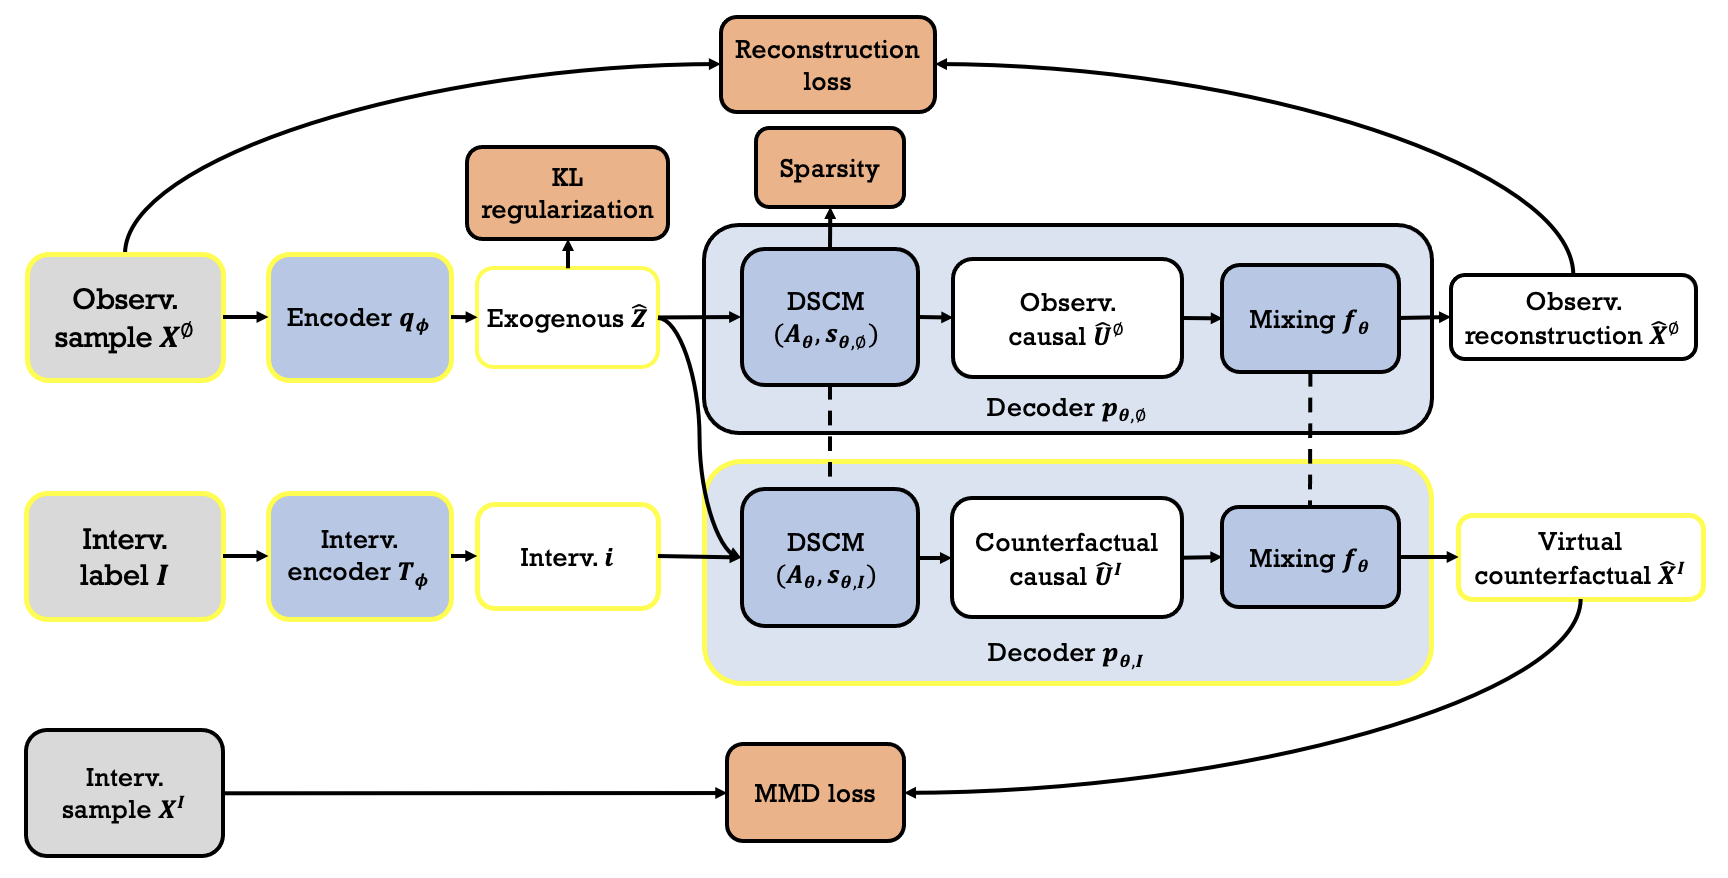 Reconstruction
loss
Sparsity
KL
regularization
Observ.
sample X^∅
Encoder q_ϕ
Exogenous Ẑ
DSCM
(A_θ, s_θ,∅)
Observ.
causal Û^∅
Mixing f_θ
Observ.
reconstruction X̂^∅
Decoder p_θ,∅
Interv.
label I
Interv.
encoder T_ϕ
Interv. i
DSCM
(A_θ, s_θ,I)
Counterfactual
causal Û^I
Mixing f_θ
Virtual
counterfactual X̂^I
Decoder p_θ,I
Interv.
sample X^I
MMD loss